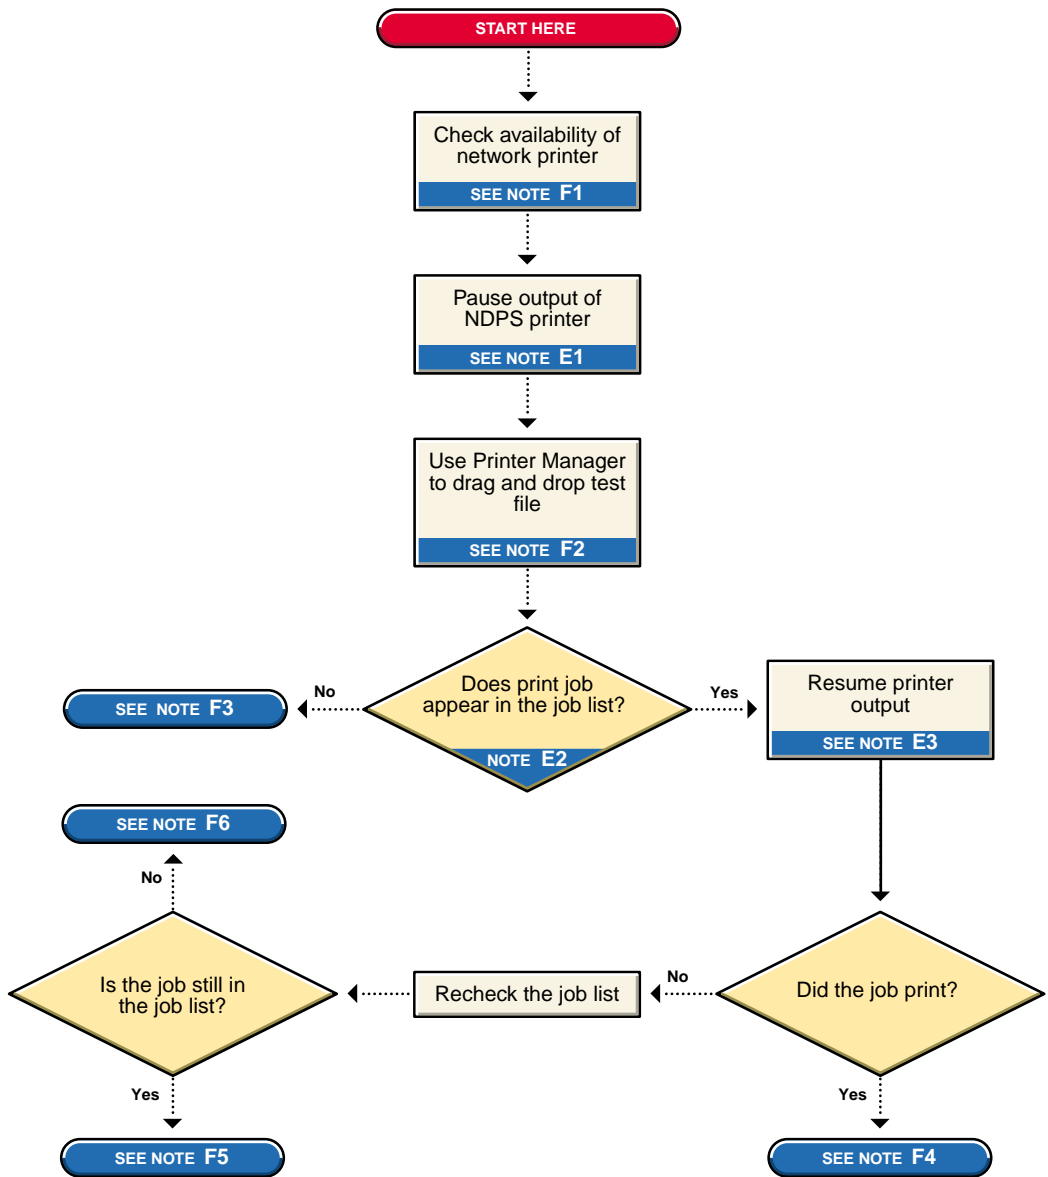 START HERE
Check availability of
network printer
SEE NOTE F1
Pause output of
NDPS printer
SEE NOTE E1
Use Printer Manager
to drag and drop test
file
SEE NOTE F2
Does print job
appear in the job list?
NOTE E2
No
SEE NOTE F3
Yes
Resume printer
output
SEE NOTE E3
Did the job print?
No
Recheck the job list
Is the job still in
the job list?
No
SEE NOTE F6
Yes
SEE NOTE F5
Yes
SEE NOTE F4